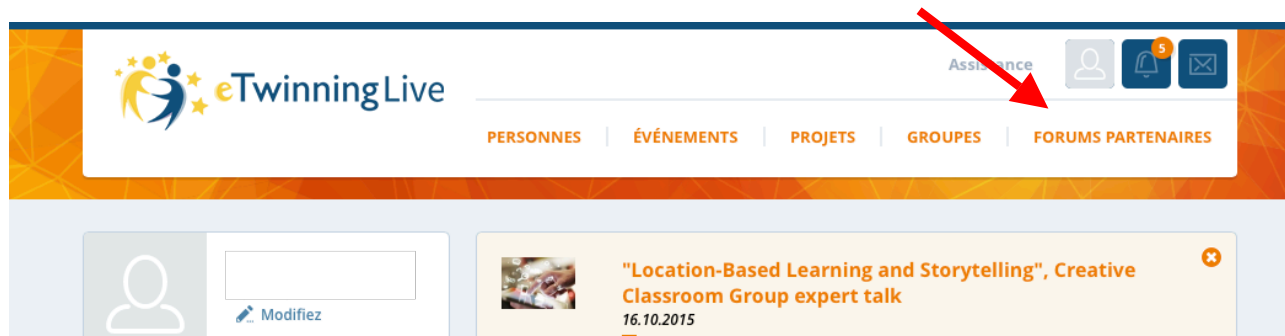 eTwinningLive
Assistance
5
PERSONNES
ÉVÉNEMENTS
PROJETS
GROUPES
FORUMS PARTENAIRES
Modifiez
"Location-Based Learning and Storytelling", Creative
Classroom Group expert talk
16.10.2015